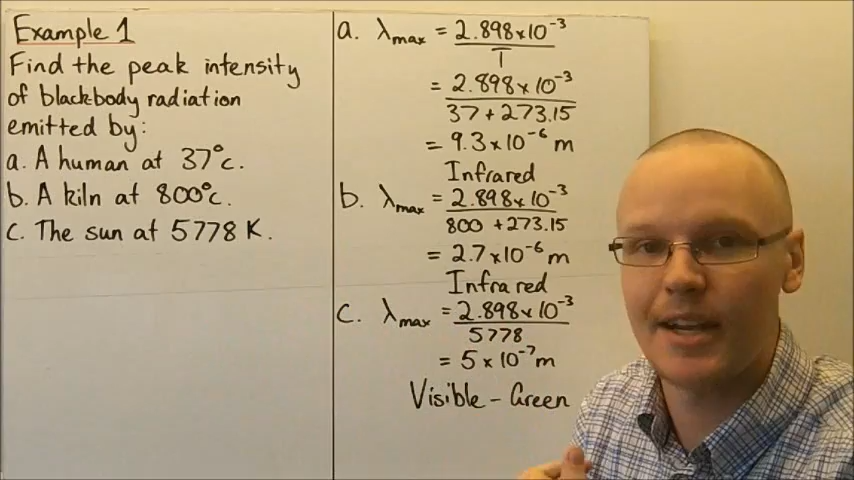 Example 1
Find the peak intensity
of blackbody radiation
emitted by:
a. A human at 37°c.
b. A kiln at 800°c.
c. The sun at 5778 K.
a. λmax = 2.898×10⁻³
T
= 2.898×10⁻³
37 + 273.15
= 9.3×10⁻⁶ m
Infrared
b. λmax = 2.898×10⁻³
800 + 273.15
= 2.7×10⁻⁶ m
Infrared
c. λmax = 2.898×10⁻³
5778
= 5×10⁻⁷ m
Visible – Green